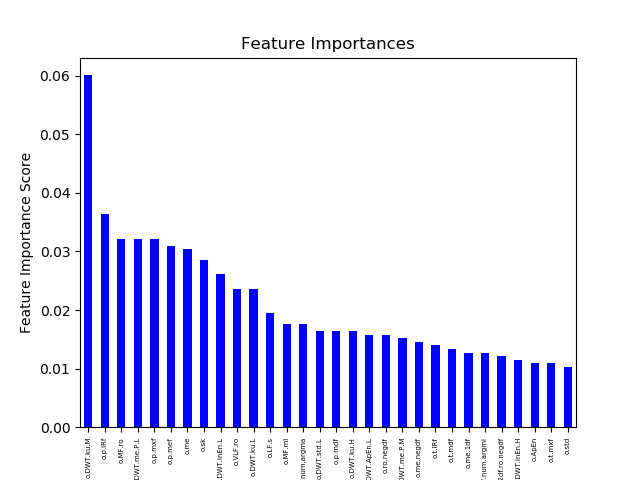 Feature Importances
0.06
0.05
0.04
0.03
0.02
0.01
0.00
Feature Importance Score
o.DWT.ku.M
o.p.IRf
o.MF.ro
.DWT.me.P.L
o.p.mxf
o.p.mef
o.me
o.sk
.DWT.InEn.L
o.VLF.ro
o.DWT.ku.L
o.LF.s
o.MF.mi
.num.argma
o.DWT.std.L
o.p.mdf
o.DWT.ku.H
DWT.ApEn.L
o.ro.negdf
DWT.me.P.M
o.me.negdf
o.t.IRf
o.t.mdf
o.me.1df
.num.argmi
2df.ro.negdf
.DWT.InEn.H
o.ApEn
o.t.mxf
o.std